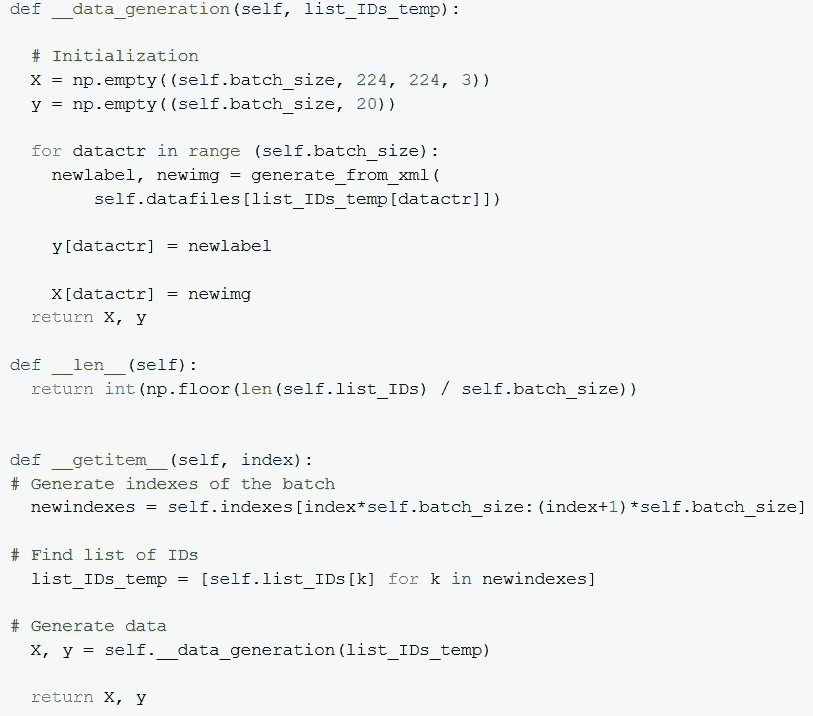 def __data_generation(self, list_IDs_temp):
# Initialization
X = np.empty((self.batch_size, 224, 224, 3))
y = np.empty((self.batch_size, 20))
for datactr in range (self.batch_size):
newlabel, newimg = generate_from_xml(
self.datafiles[list_IDs_temp[datactr]])
y[datactr] = newlabel
X[datactr] = newimg
return X, y
def __len__(self):
return int(np.floor(len(self.list_IDs) / self.batch_size))
def __getitem__(self, index):
# Generate indexes of the batch
newindexes = self.indexes[index*self.batch_size:(index+1)*self.batch_size]
# Find list of IDs
list_IDs_temp = [self.list_IDs[k] for k in newindexes]
# Generate data
X, y = self.__data_generation(list_IDs_temp)
return X, y